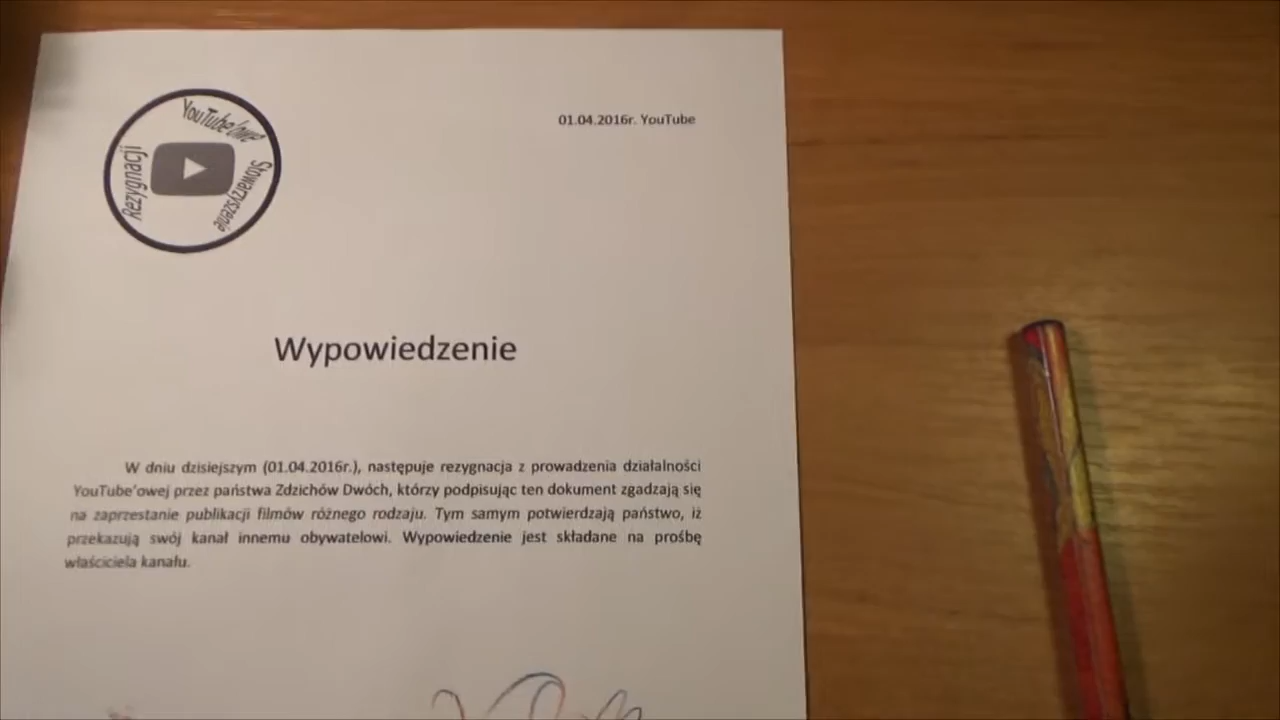 YouTube'owe
Stowarzyszenie
Rezygnacji
01.04.2016r. YouTube
Wypowiedzenie
W dniu dzisiejszym (01.04.2016r.), następuje rezygnacja z prowadzenia działalności
YouTube'owej przez państwa Zdzichów Dwóch, którzy podpisując ten dokument zgadzają się
na zaprzestanie publikacji filmów różnego rodzaju. Tym samym potwierdzają państwo, iż
przekazują swój kanał innemu obywatelowi. Wypowiedzenie jest składane na prośbę
właściciela kanału.